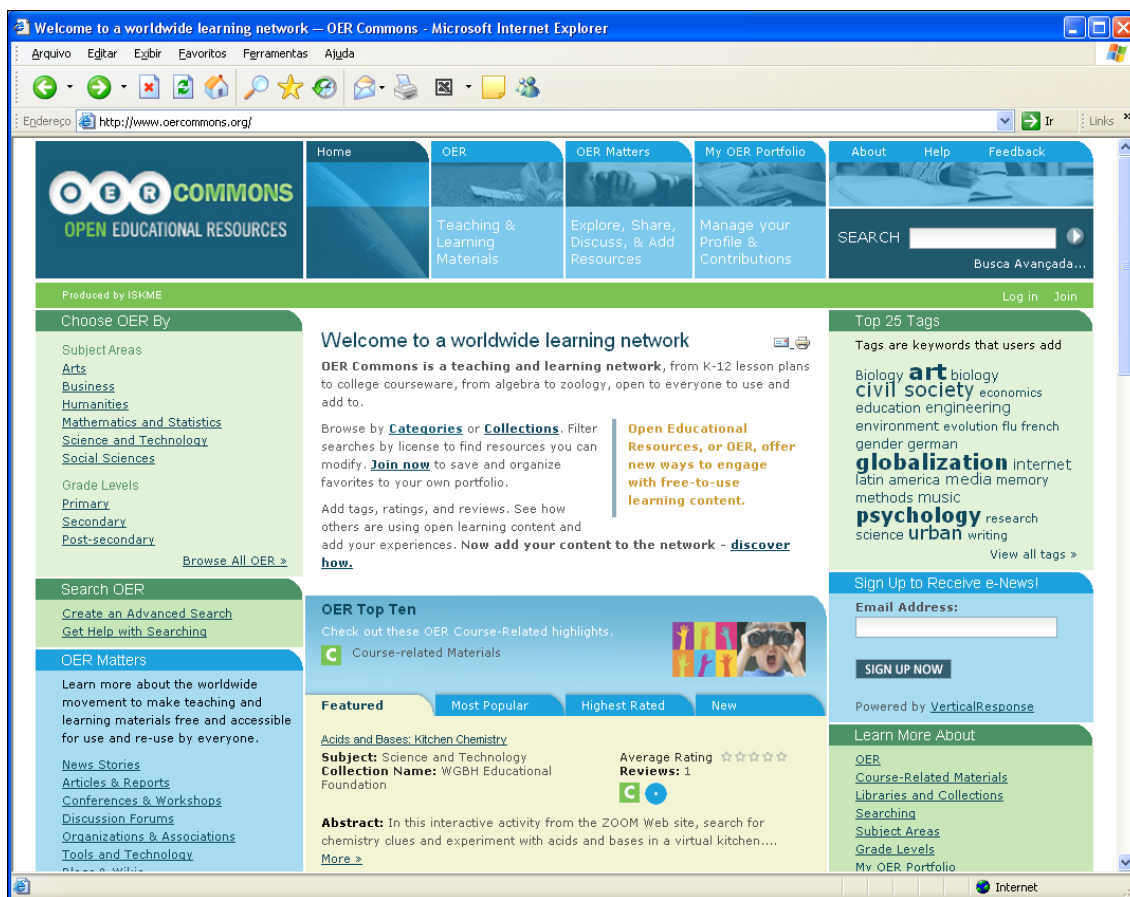 Welcome to a worldwide learning network — OER Commons - Microsoft Internet Explorer
Arquivo Editar Exibir Favoritos Ferramentas Ajuda
Endereço http://www.oercommons.org/ Ir Links »
Home OER OER Matters My OER Portfolio About Help Feedback
OER COMMONS
OPEN EDUCATIONAL RESOURCES
Teaching &
Learning
Materials
Explore, Share,
Discuss, & Add
Resources
Manage your
Profile &
Contributions
SEARCH
Busca Avançada...
Produced by ISKME Log in Join
Choose OER By
Subject Areas
Arts
Business
Humanities
Mathematics and Statistics
Science and Technology
Social Sciences
Grade Levels
Primary
Secondary
Post-secondary
Browse All OER »
Search OER
Create an Advanced Search
Get Help with Searching
OER Matters
Learn more about the worldwide
movement to make teaching and
learning materials free and accessible
for use and re-use by everyone.
News Stories
Articles & Reports
Conferences & Workshops
Discussion Forums
Organizations & Associations
Tools and Technology
Blogs & Wikis
Welcome to a worldwide learning network
OER Commons is a teaching and learning network, from K-12 lesson plans
to college courseware, from algebra to zoology, open to everyone to use and
add to.
Browse by Categories or Collections. Filter
searches by license to find resources you can
modify. Join now to save and organize
favorites to your own portfolio.
Add tags, ratings, and reviews. See how
others are using open learning content and
add your experiences. Now add your content to the network - discover
how.
Open Educational
Resources, or OER, offer
new ways to engage
with free-to-use
learning content.
OER Top Ten
Check out these OER Course-Related highlights.
C Course-related Materials
Featured Most Popular Highest Rated New
Acids and Bases: Kitchen Chemistry
Subject: Science and Technology
Collection Name: WGBH Educational
Foundation
Average Rating
Reviews: 1
C
Abstract: In this interactive activity from the ZOOM Web site, search for
chemistry clues and experiment with acids and bases in a virtual kitchen....
More »
Top 25 Tags
Tags are keywords that users add
Biology art biology
civil society economics
education engineering
environment evolution flu french
gender german
globalization internet
latin america media memory
methods music
psychology research
science urban writing
View all tags »
Sign Up to Receive e-News!
Email Address:
SIGN UP NOW
Powered by VerticalResponse
Learn More About
OER
Course-Related Materials
Libraries and Collections
Searching
Subject Areas
Grade Levels
My OER Portfolio
Internet